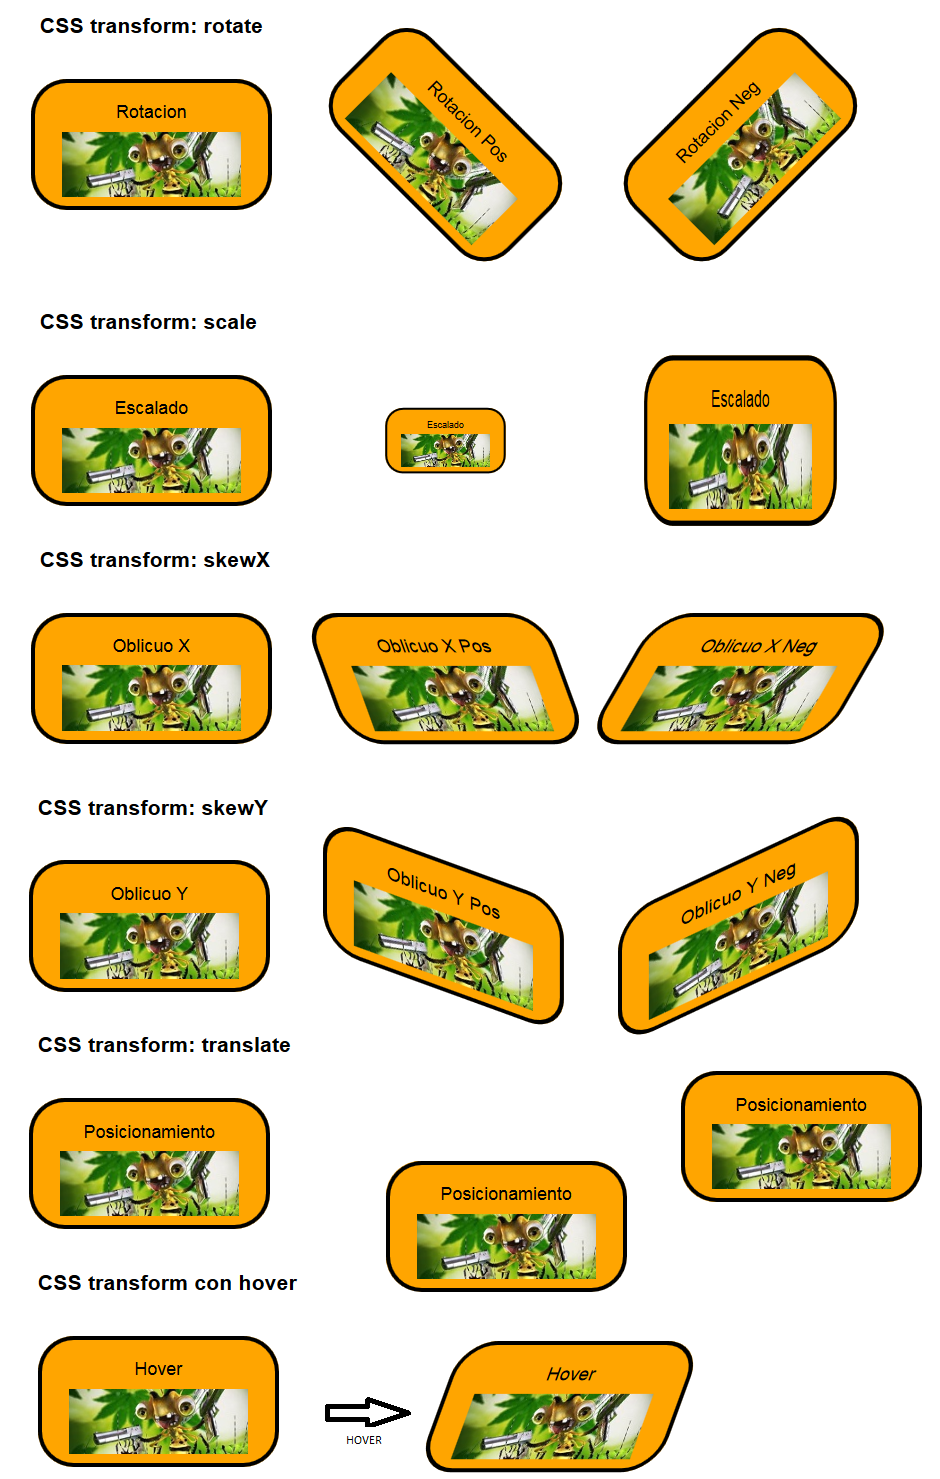 CSS transform: rotate
Rotacion
Rotacion Pos
Rotacion Neg
CSS transform: scale
Escalado
Escalado
Escalado
CSS transform: skewX
Oblicuo X
Oblicuo X Pos
Oblicuo X Neg
CSS transform: skewY
Oblicuo Y
Oblicuo Y Pos
Oblicuo Y Neg
CSS transform: translate
Posicionamiento
Posicionamiento
Posicionamiento
CSS transform con hover
Hover
HOVER
Hover